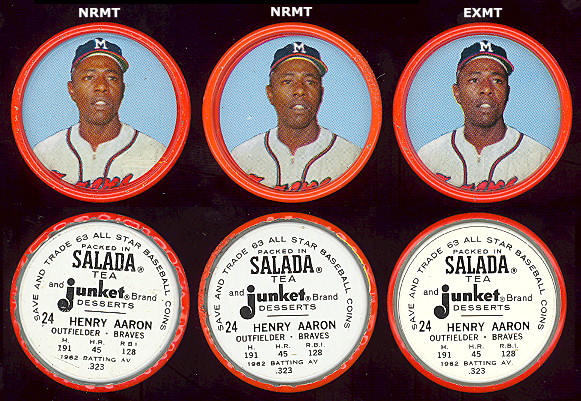 NRMT NRMT EXMT
M M M
SAVE AND TRADE 63 ALL STAR BASEBALL COINS
PACKED IN
SALADA®
TEA
and junket® Brand
DESSERTS
24 HENRY AARON
OUTFIELDER - BRAVES
H. H.R. R.B.I.
191 45 128
1962 BATTING AV
.323
SAVE AND TRADE 63 ALL STAR BASEBALL COINS
PACKED IN
SALADA®
TEA
and junket® Brand
DESSERTS
24 HENRY AARON
OUTFIELDER · BRAVES
H. H.R. R.B.I.
191 45 128
1962 BATTING AV
.323
SAVE AND TRADE 63 ALL STAR BASEBALL COINS
PACKED IN
SALADA®
TEA
and junket® Brand
DESSERTS
24 HENRY AARON
OUTFIELDER · BRAVES
H. H.R. R.B.I.
191 45 128
1962 BATTING AV
.323